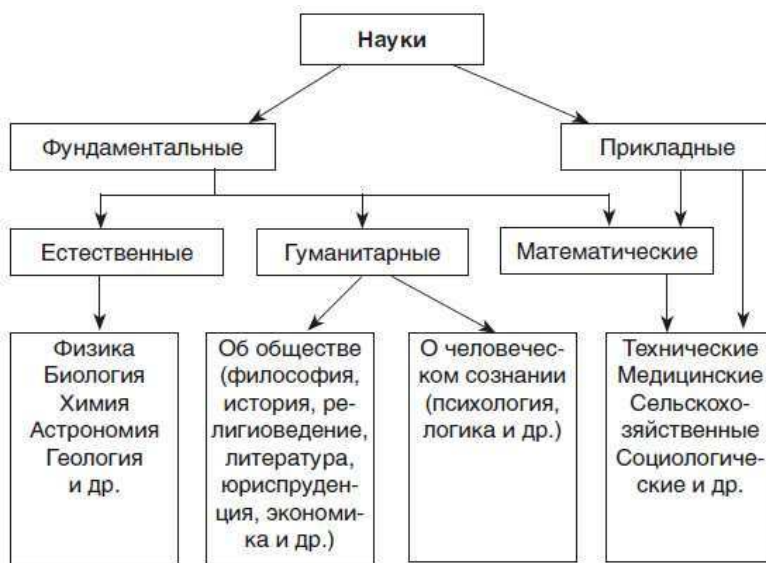 Науки
Фундаментальные
Прикладные
Естественные
Гуманитарные
Математические
Физика
Биология
Химия
Астрономия
Геология
и др.
Об обществе
(философия,
история, ре-
лигиоведение,
литература,
юриспруден-
ция, экономи-
ка и др.)
О человечес-
ком сознании
(психология,
логика и др.)
Технические
Медицинские
Сельскохо-
зяйственные
Социологиче-
ские и др.